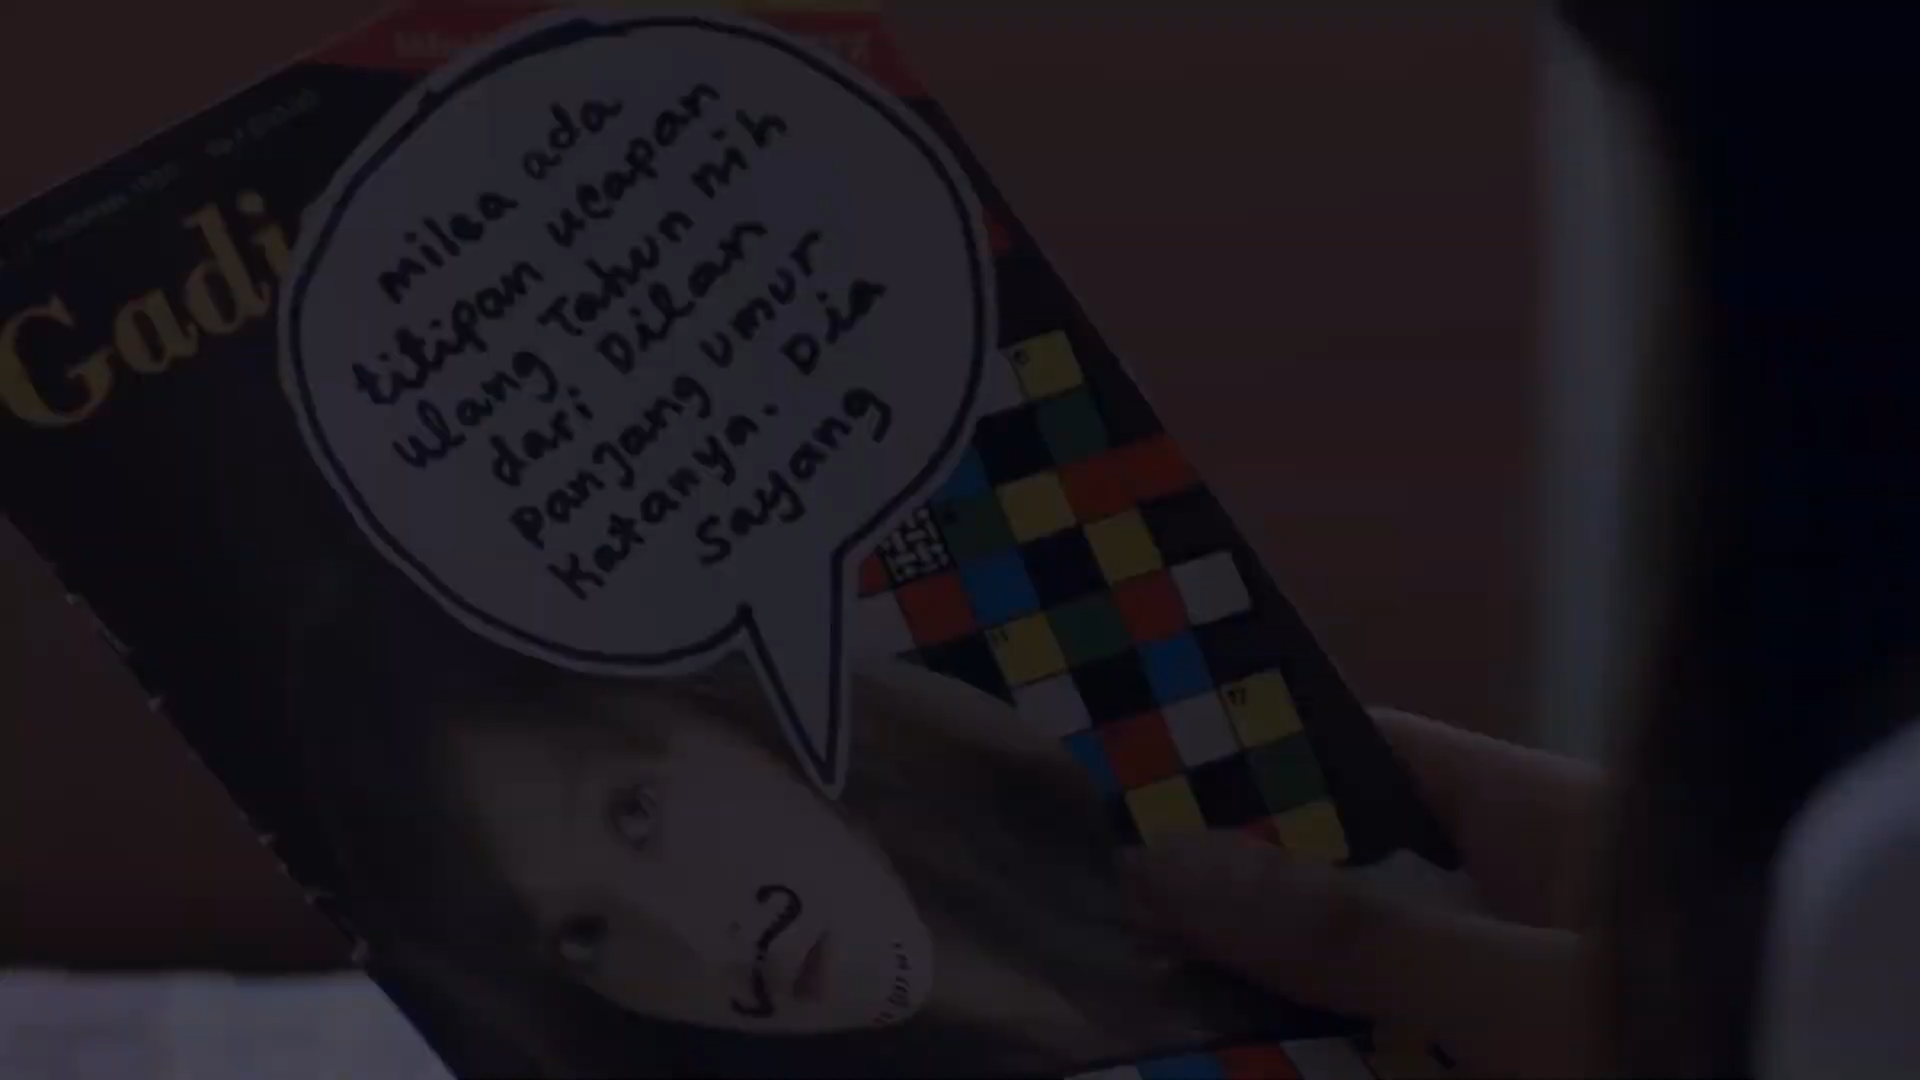 Gadi
milea ada
titipan ucapan
ulang Tahun nih
dari Dilan
panjang umur
Katanya. Dia
Sayang